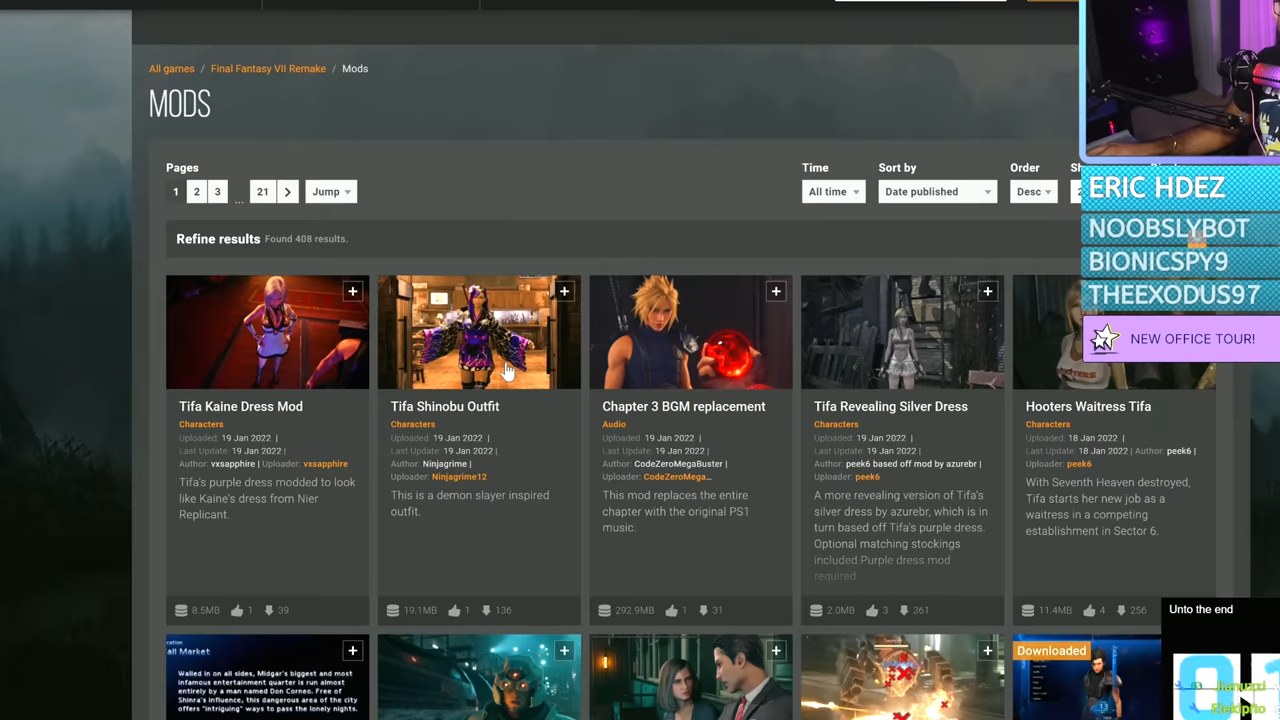 All games / Final Fantasy VII Remake / Mods
MODS
Pages
1 2 3 ... 21 Jump
Time
All time
Sort by
Date published
Order
Desc
Refine results Found 408 results.
Tifa Kaine Dress Mod
Characters
Uploaded: 19 Jan 2022 |
Last Update: 19 Jan 2022 |
Author: vxsapphire | Uploader: vxsapphire
Tifa's purple dress modded to look
like Kaine's dress from Nier
Replicant.
8.5MB 1 39
Tifa Shinobu Outfit
Characters
Uploaded: 19 Jan 2022 |
Last Update: 19 Jan 2022 |
Author: Ninjagrime |
Uploader: Ninjagrime12
This is a demon slayer inspired
outfit.
19.1MB 1 136
Chapter 3 BGM replacement
Audio
Uploaded: 19 Jan 2022 |
Last Update: 19 Jan 2022 |
Author: CodeZeroMegaBuster |
Uploader: CodeZeroMega...
This mod replaces the entire
chapter with the original PS1
music.
292.9MB 1 31
Tifa Revealing Silver Dress
Characters
Uploaded: 19 Jan 2022 |
Last Update: 19 Jan 2022 |
Author: peek6 based off mod by azurebr |
Uploader: peek6
A more revealing version of Tifa's
silver dress by azurebr, which is in
turn based off Tifa's purple dress.
Optional matching stockings
included.Purple dress mod
required
2.0MB 3 361
Hooters Waitress Tifa
Characters
Uploaded: 18 Jan 2022 |
Last Update: 18 Jan 2022 | Author: peek6 |
Uploader: peek6
With Seventh Heaven destroyed,
Tifa starts her new job as a
waitress in a competing
establishment in Sector 6.
11.4MB 4 256
all Market
Walled in on all sides, Midgar's biggest and most
infamous entertainment quarter is run almost
entirely by a man named Don Corneo. Free of
Shinra's influence, this dangerous area of the city
offers "intriguing" ways to pass the lonely nights.
Downloaded
ERIC HDEZ
NOOBSLYBOT
BIONICSPY9
THEEXODUS97
NEW OFFICE TOUR!
Unto the end